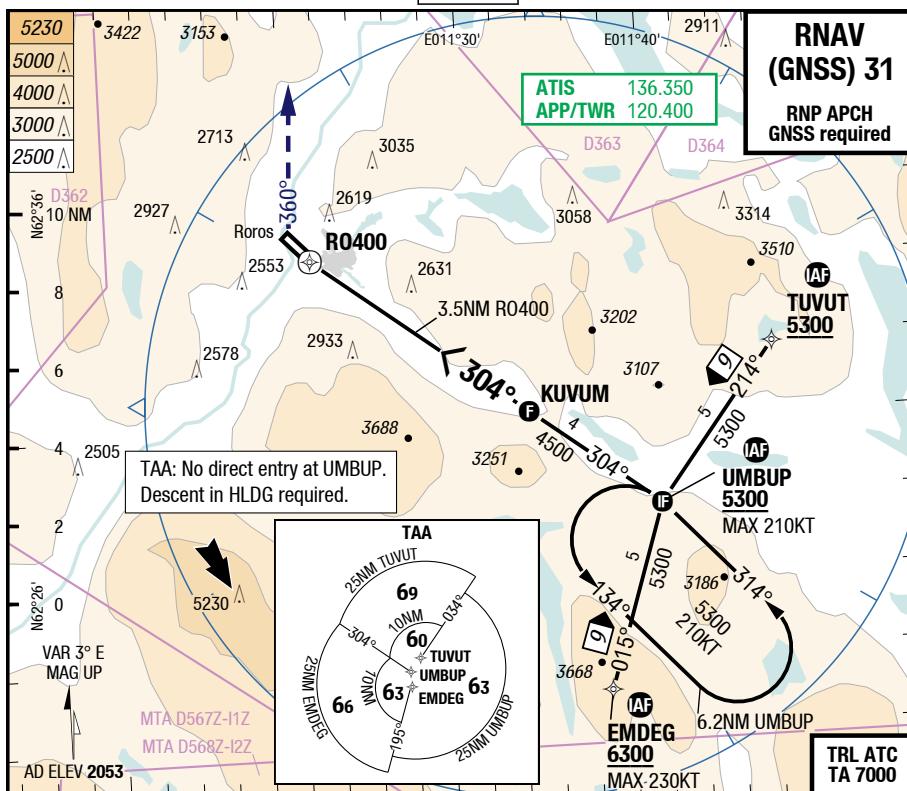 5230
5000
4000
3000
2500
3422
3153
E011°30'
E011°40'
2911
RNAV
(GNSS) 31
RNP APCH
GNSS required
ATIS 136.350
APP/TWR 120.400
D363
D364
D362
10 NM
N62°36'
2713
3035
2927
360°
2619
3058
3314
Roros
RO400
3510
2553
2631
IAF
TUVUT
5300
8
3.5NM RO400
3202
2933
6
2578
9
214°
3107
304°
KUVUM
F
4
4500
304°
5
5300
3688
4
2505
3251
IAF
UMBUP
5300
MAX 210KT
IF
TAA: No direct entry at UMBUP.
Descent in HLDG required.
2
TAA
25NM TUVUT
69
10NM
034°
304°
60
TUVUT
UMBUP
EMDEG
10NM
63
63
66
25NM EMDEG
195°
25NM UMBUP
5
5300
3186
314°
5300
210KT
134°
0
N62°26'
5230
9
015°
3668
VAR 3° E
MAG UP
IAF
EMDEG
6300
MAX 230KT
6.2NM UMBUP
MTA D567Z-I1Z
MTA D568Z-I2Z
AD ELEV 2053
TRL ATC
TA 7000